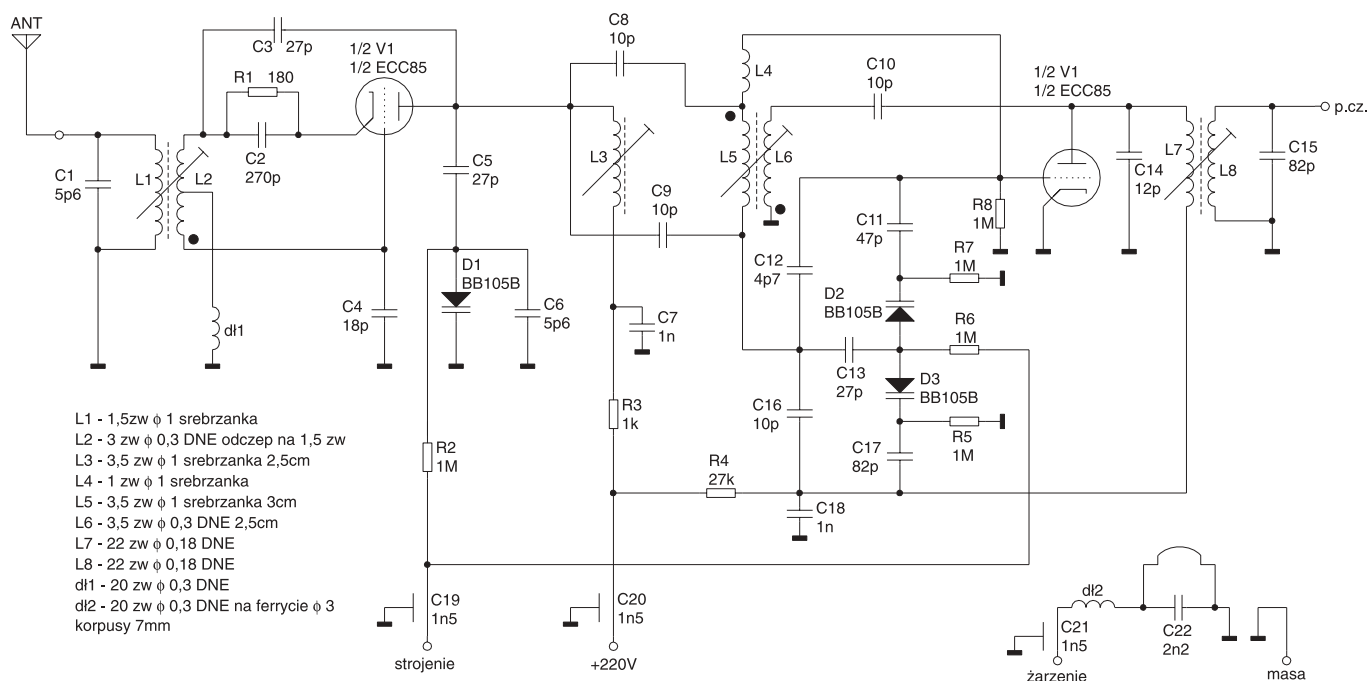 ANT
C3 27p
1/2 V1
1/2 ECC85
R1 180
C2
270p
C1
5p6
L1
L2
dł1
C4
18p
C5
27p
D1
BB105B
C6
5p6
L3
C8
10p
C9
10p
C7
1n
L4
L5
L6
C10
10p
1/2 V1
1/2 ECC85
p.cz.
C14
12p
L7
L8
C15
82p
R8
1M
C11
47p
R7
1M
C12
4p7
D2
BB105B
R6
1M
C13
27p
D3
BB105B
C16
10p
R5
1M
C17
82p
R3
1k
R2
1M
R4
27k
C18
1n
L1 - 1,5zw ϕ 1 srebrzanka
L2 - 3 zw ϕ 0,3 DNE odczep na 1,5 zw
L3 - 3,5 zw ϕ 1 srebrzanka 2,5cm
L4 - 1 zw ϕ 1 srebrzanka
L5 - 3,5 zw ϕ 1 srebrzanka 3cm
L6 - 3,5 zw ϕ 0,3 DNE 2,5cm
L7 - 22 zw ϕ 0,18 DNE
L8 - 22 zw ϕ 0,18 DNE
dł1 - 20 zw ϕ 0,3 DNE
dł2 - 20 zw ϕ 0,3 DNE na ferrycie ϕ 3
korpusy 7mm
C19
1n5
strojenie
C20
1n5
+220V
dł2
C21
1n5
C22
2n2
żarzenie
masa